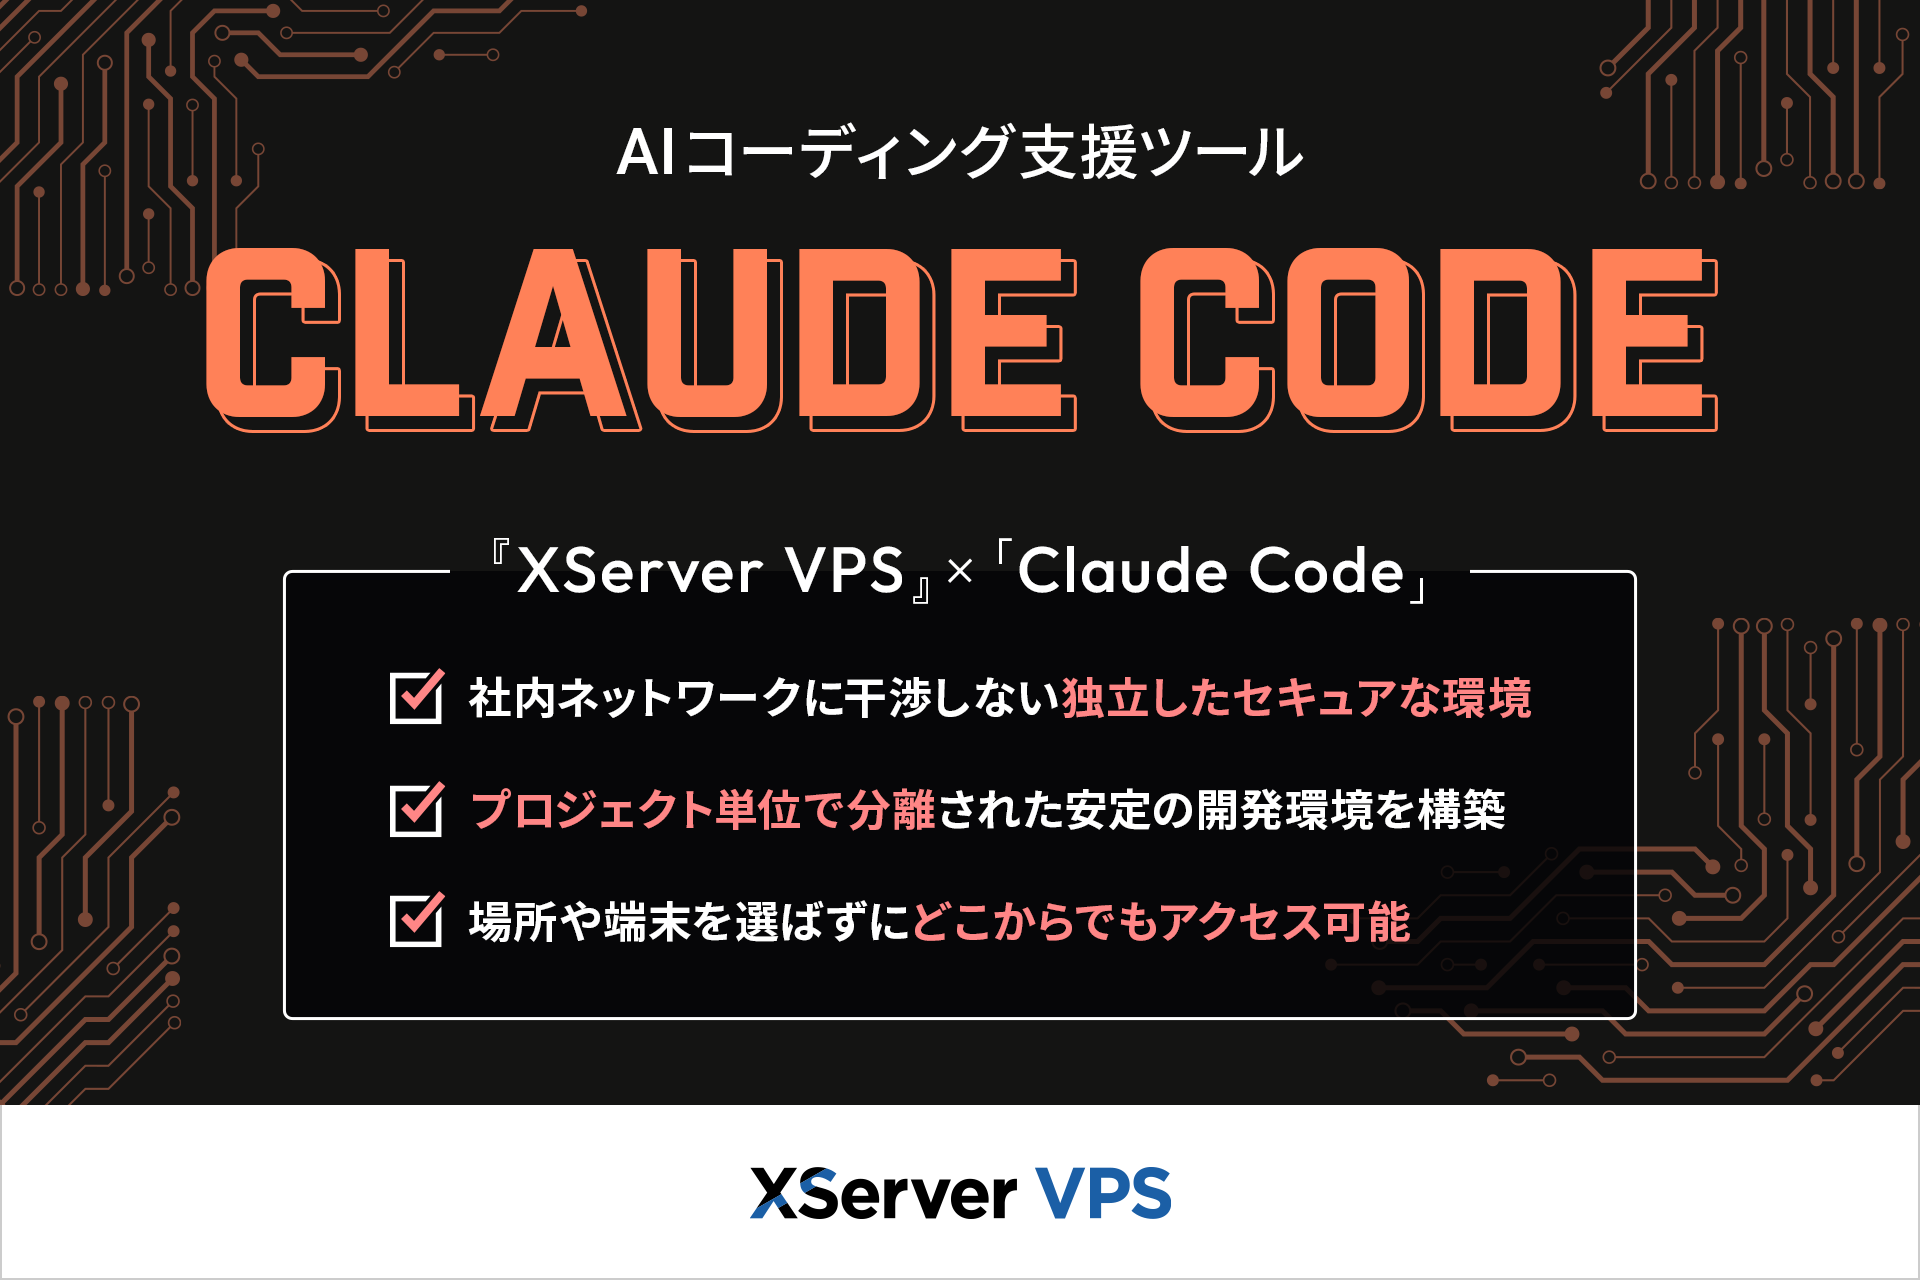 AIコーディング支援ツール
CLAUDE CODE
『XServer VPS』×「Claude Code」
社内ネットワークに干渉しない独立したセキュアな環境
プロジェクト単位で分離された安定の開発環境を構築
場所や端末を選ばずにどこからでもアクセス可能
XServer VPS